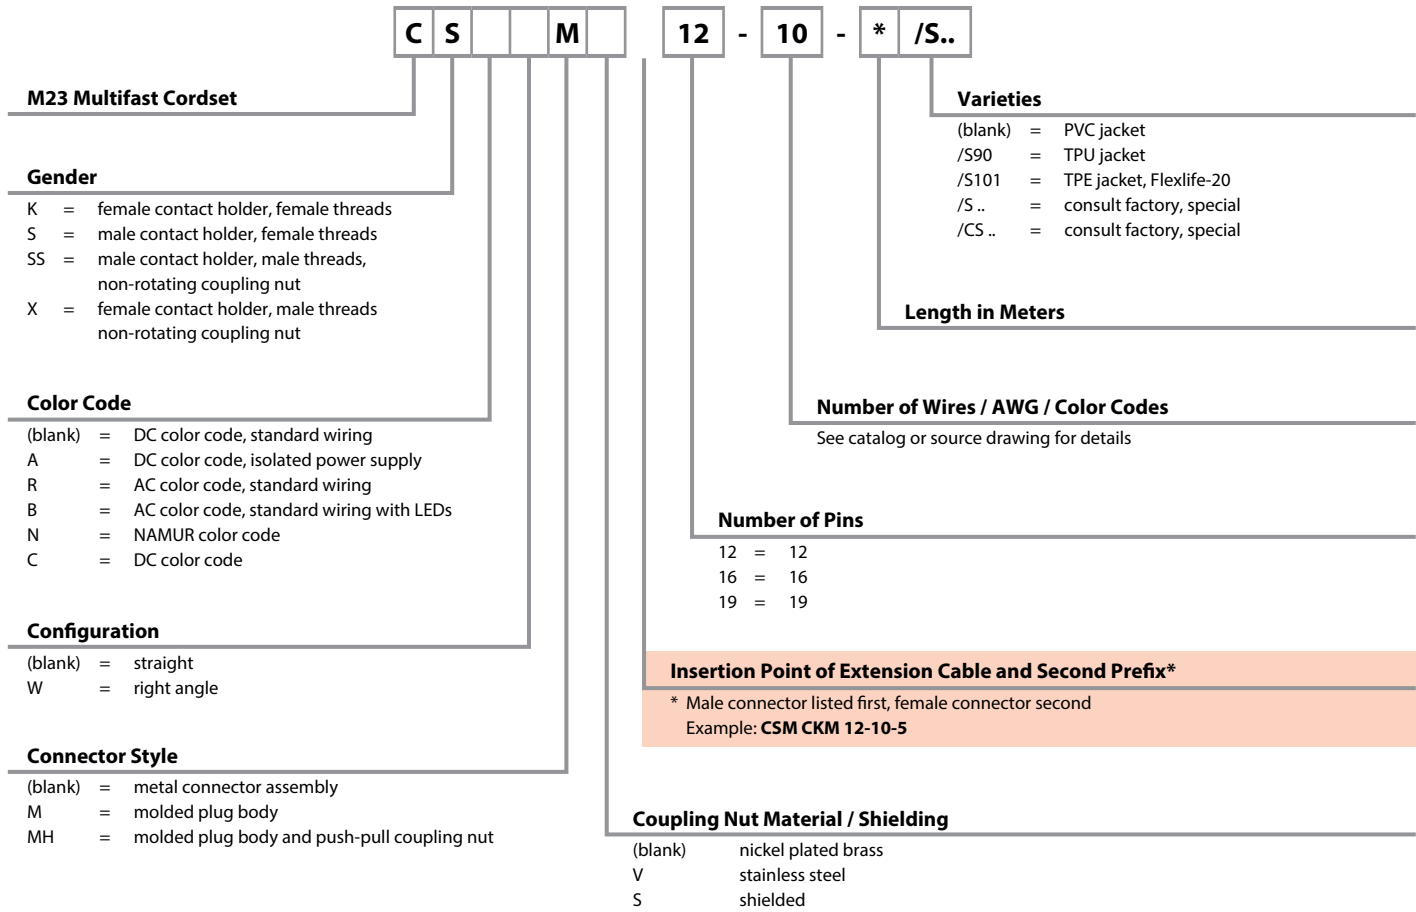 C S M 12 - 10 - * /S..
M23 Multifast Cordset
Gender
K = female contact holder, female threads
S = male contact holder, female threads
SS = male contact holder, male threads,
non-rotating coupling nut
X = female contact holder, male threads
non-rotating coupling nut
Color Code
(blank) = DC color code, standard wiring
A = DC color code, isolated power supply
R = AC color code, standard wiring
B = AC color code, standard wiring with LEDs
N = NAMUR color code
C = DC color code
Configuration
(blank) = straight
W = right angle
Connector Style
(blank) = metal connector assembly
M = molded plug body
MH = molded plug body and push-pull coupling nut
Varieties
(blank) = PVC jacket
/S90 = TPU jacket
/S101 = TPE jacket, Flexlife-20
/S .. = consult factory, special
/CS .. = consult factory, special
Length in Meters
Number of Wires / AWG / Color Codes
See catalog or source drawing for details
Number of Pins
12 = 12
16 = 16
19 = 19
Insertion Point of Extension Cable and Second Prefix*
* Male connector listed first, female connector second
Example: CSM CKM 12-10-5
Coupling Nut Material / Shielding
(blank) nickel plated brass
V stainless steel
S shielded